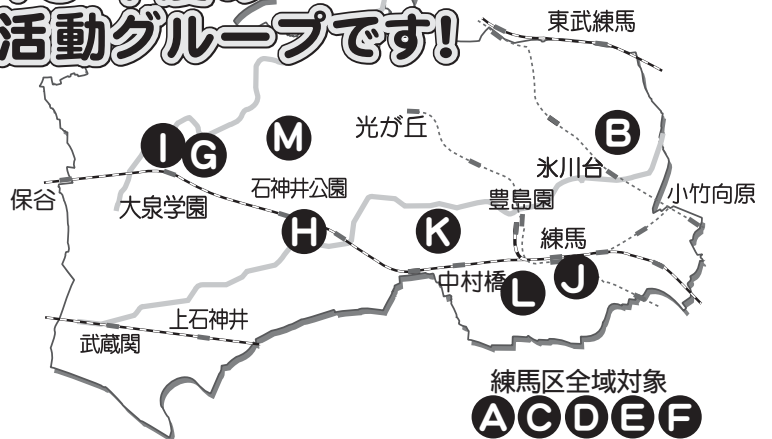 活動グループです!
東武練馬
光が丘
B
I
G
M
氷川台
保谷
大泉学園
石神井公園
豊島園
小竹向原
H
K
練馬
中村橋
L
J
上石神井
武蔵関
練馬区全域対象
A C D E F